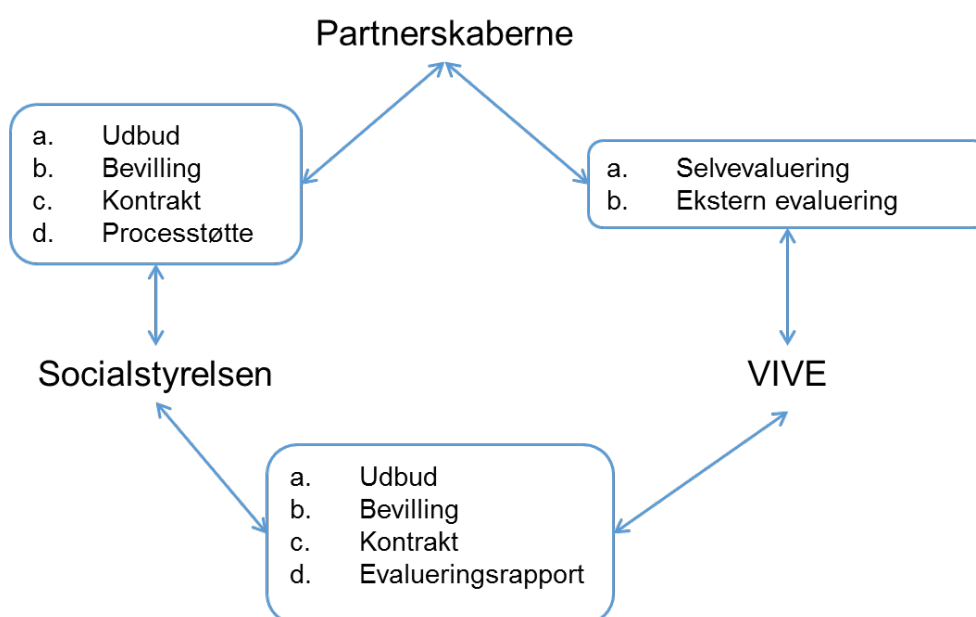 Partnerskaberne
a. Udbud
b. Bevilling
c. Kontrakt
d. Processtøtte
a. Selvevaluering
b. Ekstern evaluering
Socialstyrelsen
VIVE
a. Udbud
b. Bevilling
c. Kontrakt
d. Evalueringsrapport